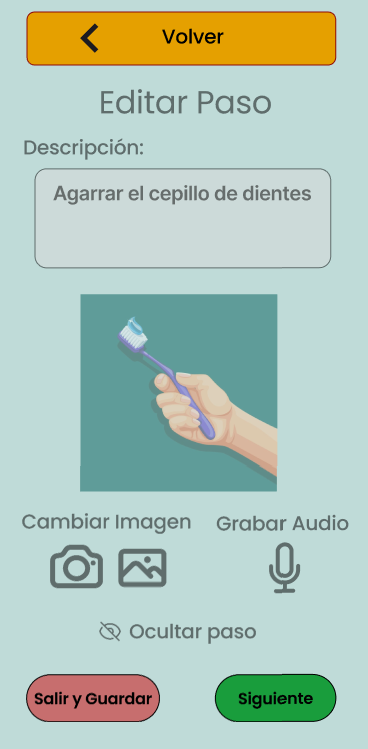 Volver
Editar Paso
Descripción:
Agarrar el cepillo de dientes
Cambiar Imagen
Grabar Audio
Ocultar paso
Salir y Guardar
Siguiente